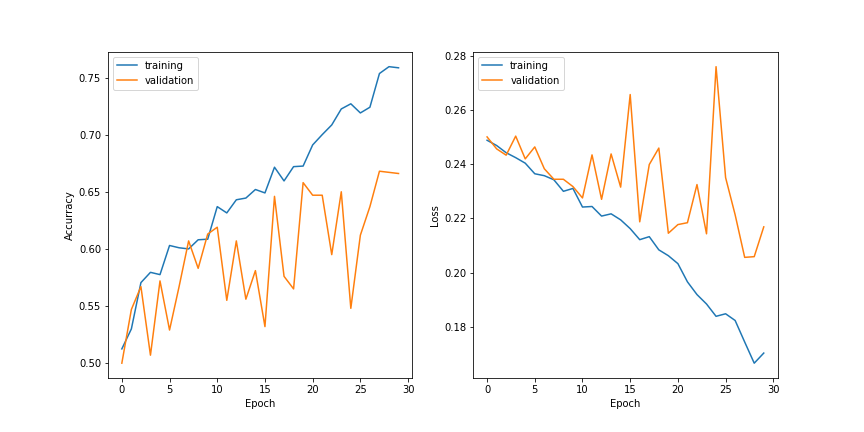 training
validation
0.75
0.70
0.65
0.60
0.55
0.50
Accurracy
0 5 10 15 20 25 30
Epoch
training
validation
0.28
0.26
0.24
0.22
0.20
0.18
Loss
0 5 10 15 20 25 30
Epoch